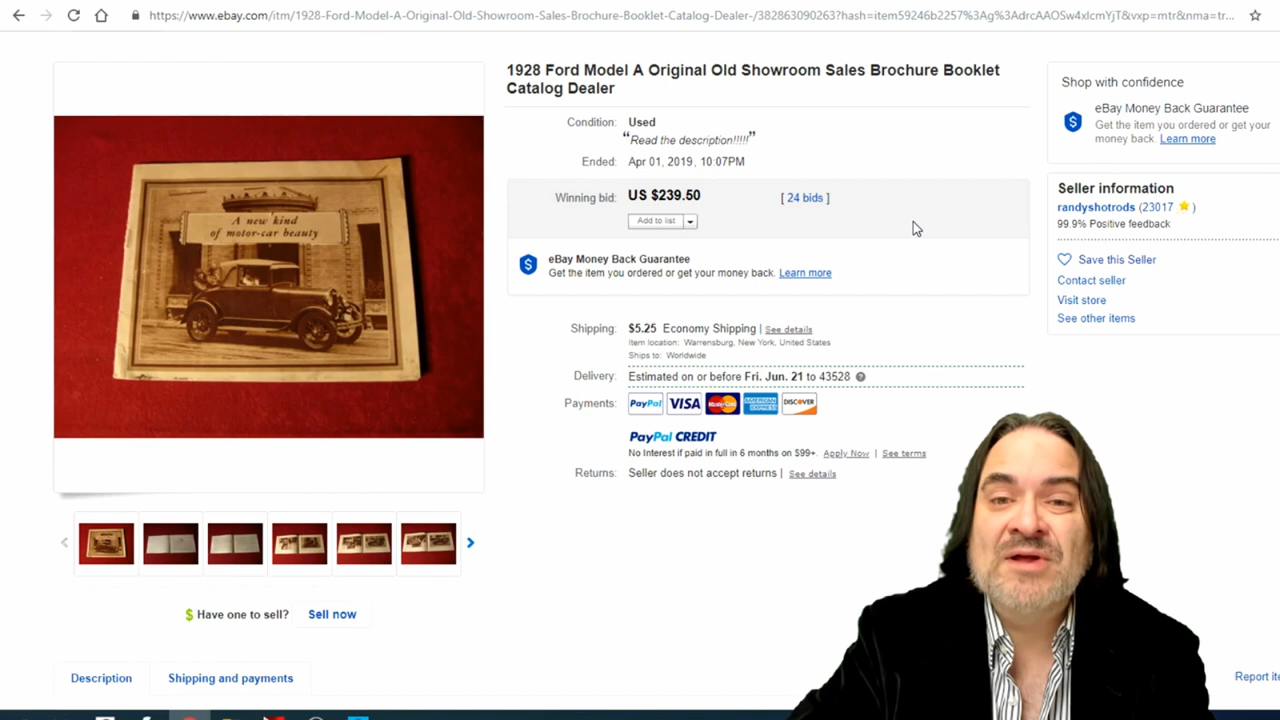 https://www.ebay.com/itm/1928-Ford-Model-A-Original-Old-Showroom-Sales-Brochure-Booklet-Catalog-Dealer-/382863090263?hash=item59246b2257%3Ag%3AdrcAAOSw4xlcmYjT&vxp=mtr&nma=tr...
1928 Ford Model A Original Old Showroom Sales Brochure Booklet
Catalog Dealer
Condition: Used
“Read the description!!!!!”
Ended: Apr 01, 2019 , 10:07PM
Winning bid: US $239.50 [ 24 bids ]
Add to list
eBay Money Back Guarantee
Get the item you ordered or get your money back. Learn more
Shipping: $5.25 Economy Shipping | See details
Item location: Warrensburg, New York, United States
Ships to: Worldwide
Delivery: Estimated on or before Fri. Jun. 21 to 43528
Payments: PayPal VISA MasterCard AMERICAN EXPRESS DISCOVER
PayPal CREDIT
No Interest if paid in full in 6 months on $99+. Apply Now | See terms
Returns: Seller does not accept returns | See details
A new kind
of motor-car beauty
$ Have one to sell? Sell now
Description Shipping and payments
Shop with confidence
eBay Money Back Guarantee
Get the item you ordered or get your
money back. Learn more
Seller information
randyshotrods (23017 )
99.9% Positive feedback
Save this Seller
Contact seller
Visit store
See other items
Report ite